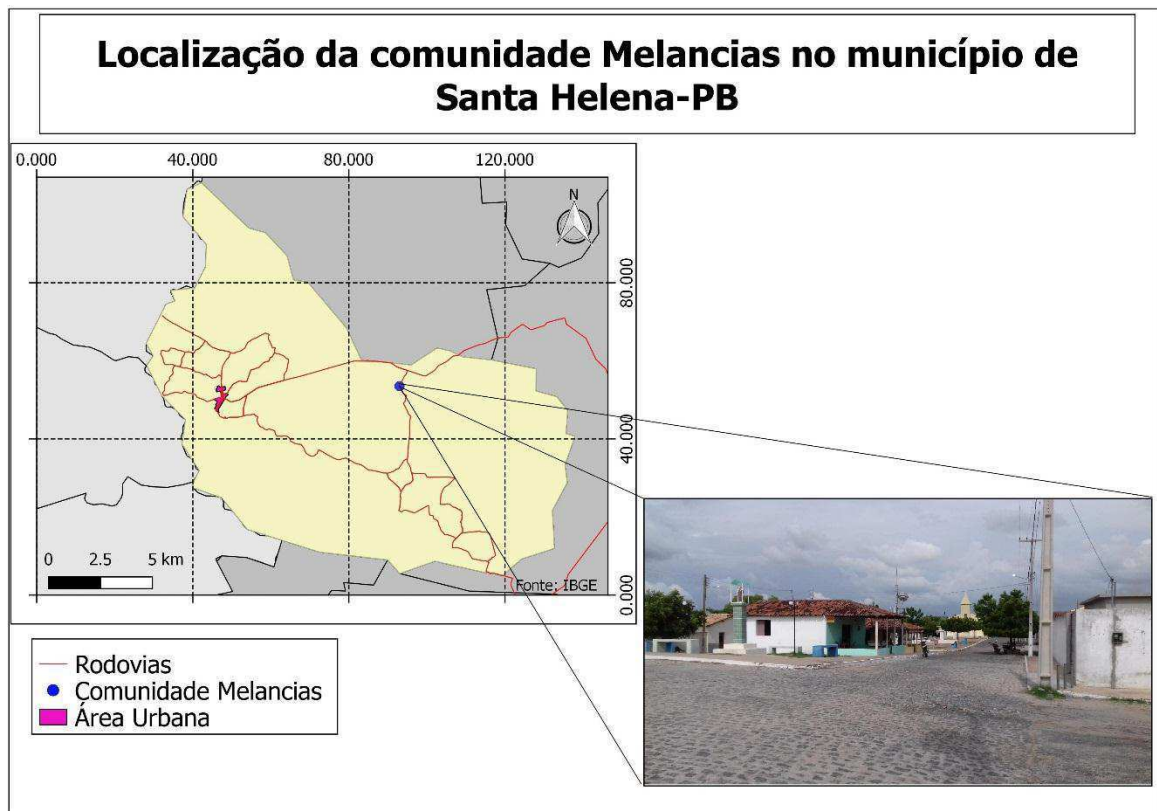 Localização da comunidade Melancias no município de
Santa Helena-PB
0.000
40.000
80.000
120.000
N
80.000
40.000
0.000
0
2.5
5 km
Fonte: IBGE
Rodovias
Comunidade Melancias
Área Urbana